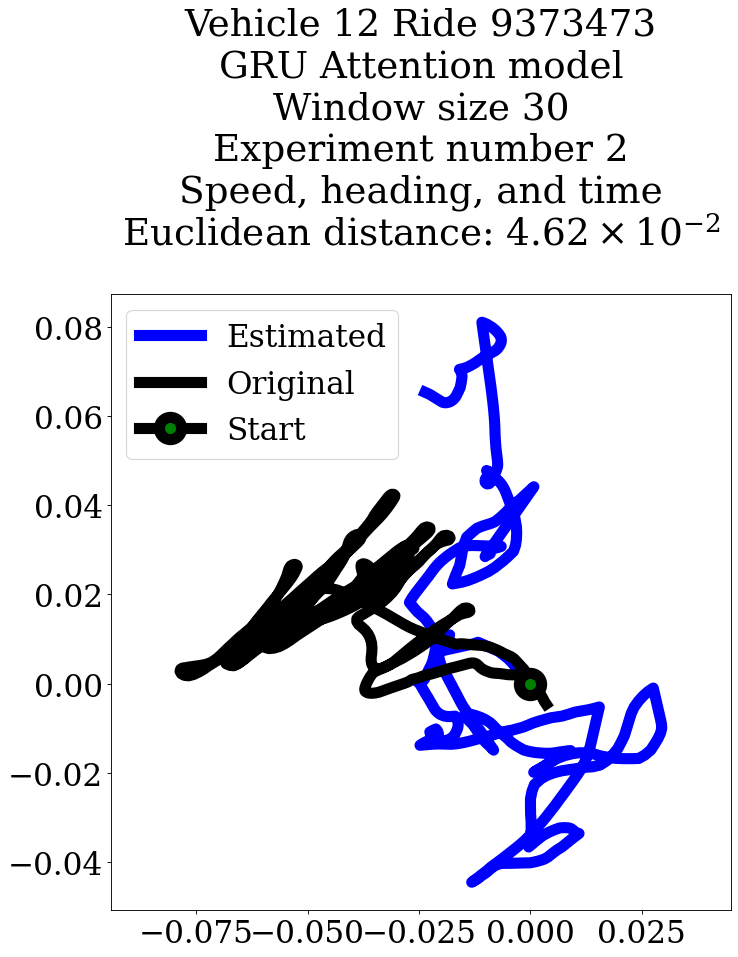 Vehicle 12 Ride 9373473
GRU Attention model
Window size 30
Experiment number 2
Speed, heading, and time
Euclidean distance: 4.62 × 10⁻²
Estimated
Original
Start
0.08
0.06
0.04
0.02
0.00
−0.02
−0.04
−0.075 −0.050 −0.025 0.000 0.025